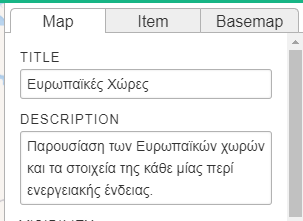 Map Item Basemap
TITLE
Ευρωπαϊκές Χώρες
DESCRIPTION
Παρουσίαση των Ευρωπαϊκών χωρών
και τα στοιχεία της κάθε μίας περί
ενεργειακής ένδειας.